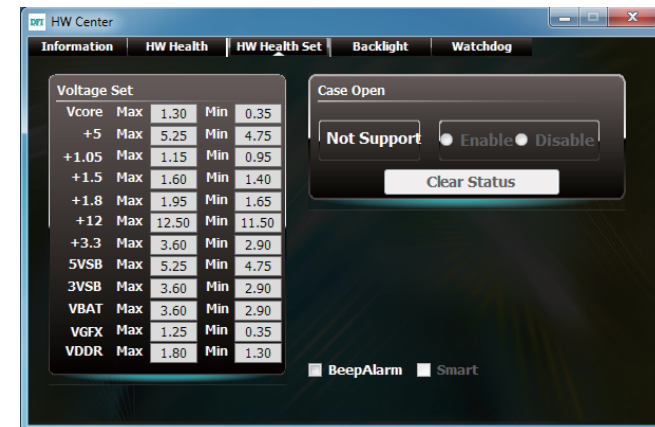 DFI HW Center
Information HW Health HW Health Set Backlight Watchdog
Voltage Set
Vcore Max 1.30 Min 0.35
+5 Max 5.25 Min 4.75
+1.05 Max 1.15 Min 0.95
+1.5 Max 1.60 Min 1.40
+1.8 Max 1.95 Min 1.65
+12 Max 12.50 Min 11.50
+3.3 Max 3.60 Min 2.90
5VSB Max 5.25 Min 4.75
3VSB Max 3.60 Min 2.90
VBAT Max 3.60 Min 2.90
VGFX Max 1.25 Min 0.35
VDDR Max 1.80 Min 1.30
Case Open
Not Support Enable Disable
Clear Status
BeepAlarm Smart